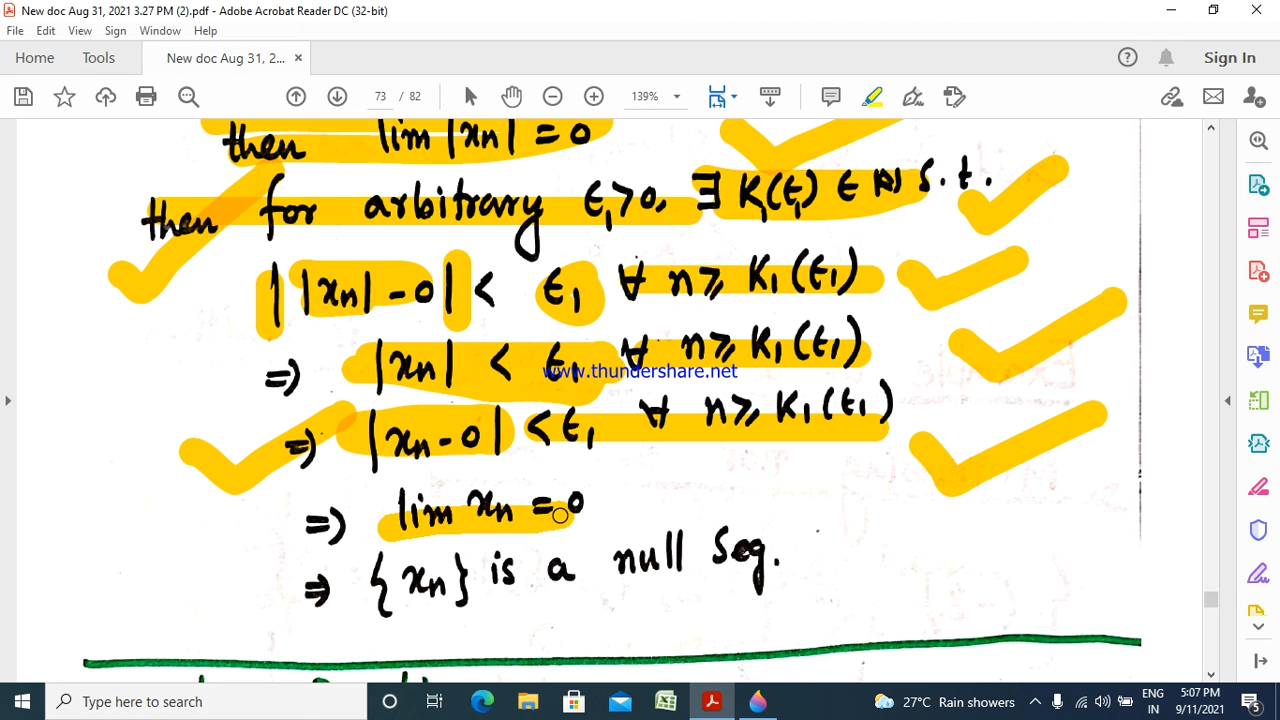 New doc Aug 31, 2021 3.27 PM (2).pdf - Adobe Acrobat Reader DC (32-bit)
File Edit View Sign Window Help
Home Tools New doc Aug 31, 2... × Sign In
73 / 82 139%
then lim |xn| = 0
then for arbitrary ε1>0, ∃ K1(ε1) ∈ ℕ s.t.
| |xn| - 0 | < ε1 ∀ n ≥ K1(ε1)
⇒ |xn| < ε1 ∀ n ≥ K1(ε1)
www.thundershare.net
⇒ |xn - 0| < ε1 ∀ n ≥ K1(ε1)
⇒ lim xn = 0
⇒ {xn} is a null Seq.
Type here to search 27°C Rain showers ENG IN 5:07 PM 9/11/2021 5